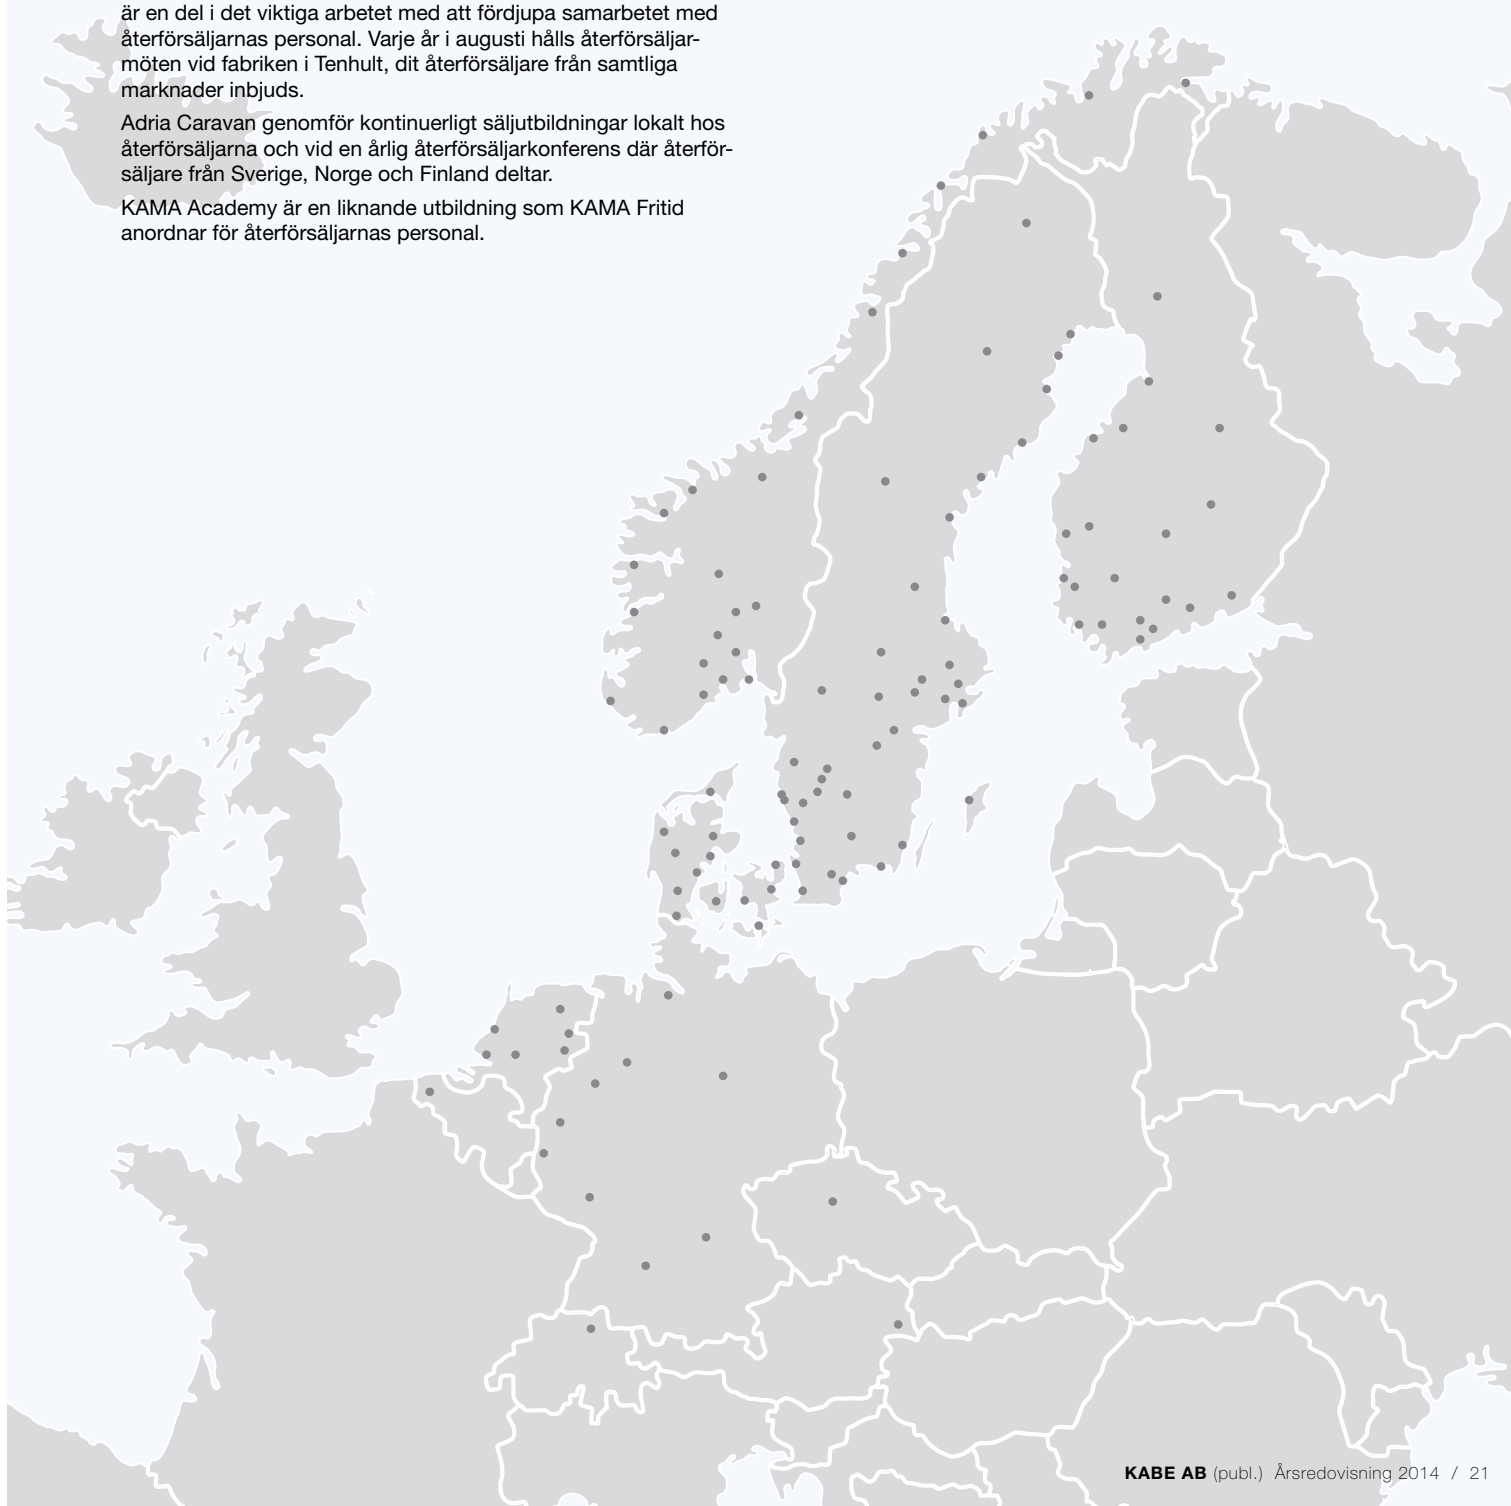 är en del i det viktiga arbetet med att fördjupa samarbetet med
återförsäljarnas personal. Varje år i augusti hålls återförsäljar-
möten vid fabriken i Tenhult, dit återförsäljare från samtliga
marknader inbjuds.
Adria Caravan genomför kontinuerligt säljutbildningar lokalt hos
återförsäljarna och vid en årlig återförsäljarkonferens där återför-
säljare från Sverige, Norge och Finland deltar.
KAMA Academy är en liknande utbildning som KAMA Fritid
anordnar för återförsäljarnas personal.
KABE AB (publ.) Årsredovisning 2014 / 21